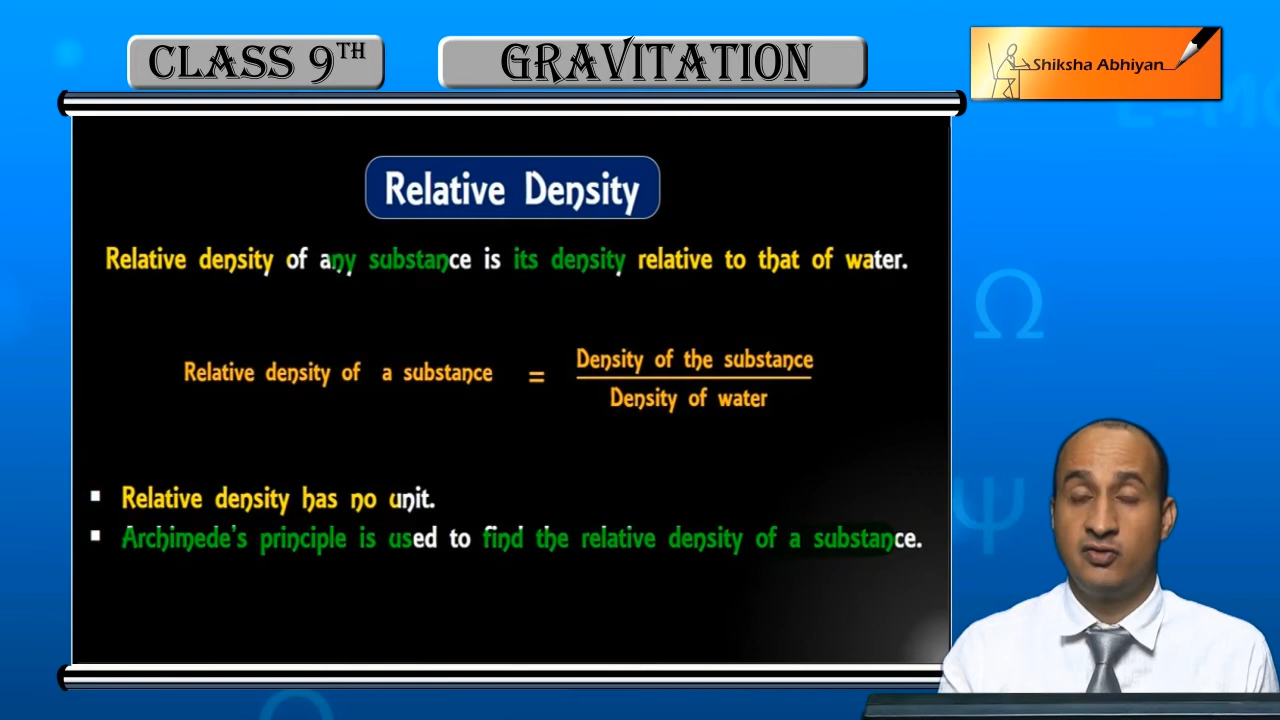 CLASS 9TH
GRAVITATION
Shiksha Abhiyan
Relative Density
Relative density of any substance is its density relative to that of water.
Relative density of a substance = Density of the substance
Density of water
▪ Relative density has no unit.
▪ Archimede's principle is used to find the relative density of a substance.
Ω
Ψ